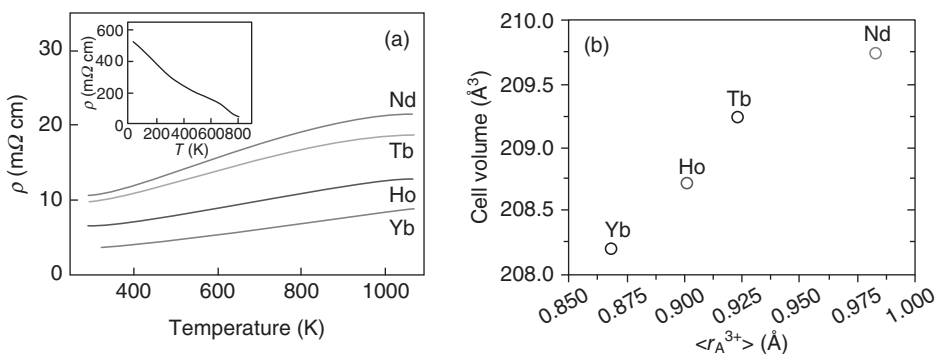 (a)
ρ (mΩ cm)
30
20
10
0
400
600
800
1000
Temperature (K)
Nd
Tb
Ho
Yb
ρ (mΩ cm)
600
400
200
0
0
200 400 600 800
T (K)
(b)
Cell volume (Å³)
210.0
209.5
209.0
208.5
208.0
Nd
Tb
Ho
Yb
0.850
0.875
0.900
0.925
0.950
0.975
1.000
<r_A³⁺> (Å)